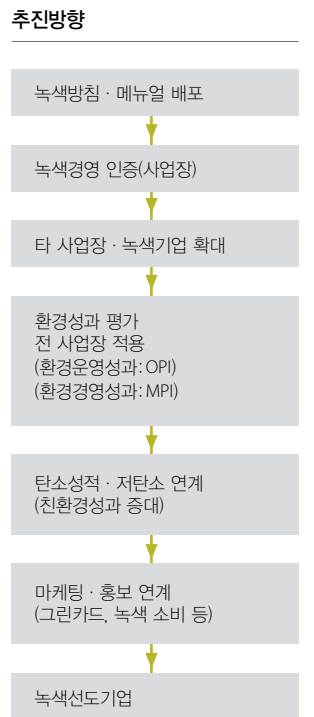 추진방향
녹색방침 · 메뉴얼 배포
녹색경영 인증(사업장)
타 사업장 · 녹색기업 확대
환경성과 평가
전 사업장 적용
(환경운영성과: OPI)
(환경경영성과: MPI)
탄소성적 · 저탄소 연계
(친환경성과 증대)
마케팅 · 홍보 연계
(그린카드, 녹색 소비 등)
녹색선도기업